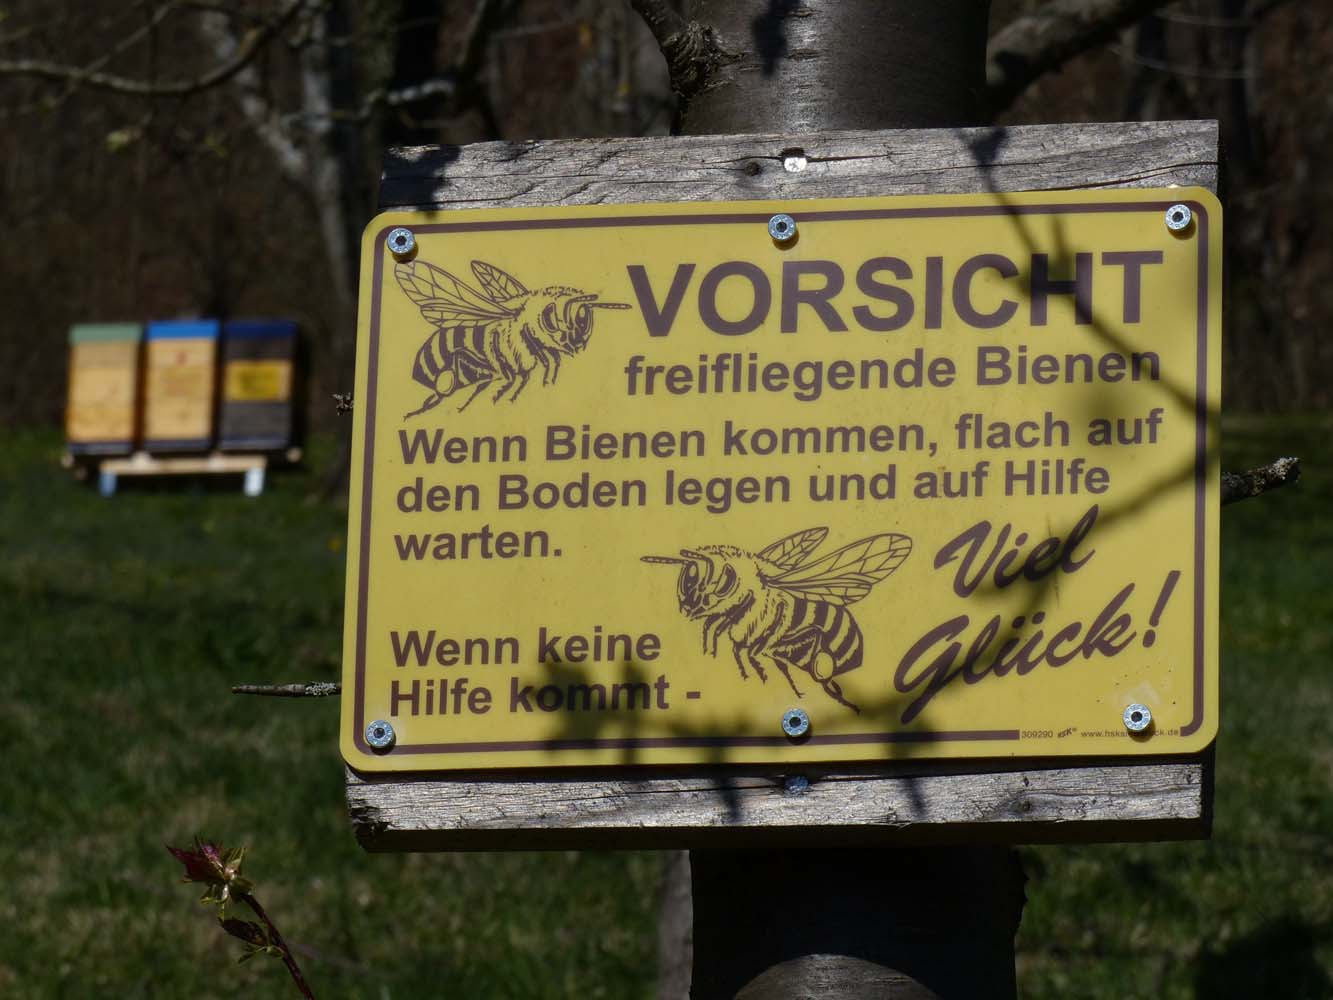 VORSICHT
freifliegende Bienen
Wenn Bienen kommen, flach auf
den Boden legen und auf Hilfe
warten.
Viel
Glück!
Wenn keine
Hilfe kommt -
309290